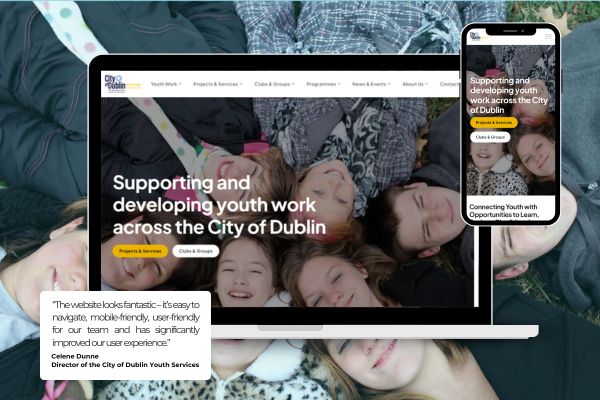 City
of Dublin
Youth Work
Projects & Services
Clubs & Groups
Programmes
News & Events
About Us
Contact
Supporting and
developing youth work
across the City of Dublin
Projects & Services
Clubs & Groups
Supporting and
developing youth
work across the City
of Dublin
Projects & Services
Clubs & Groups
Connecting Youth with
Opportunities to Learn,
“The website looks fantastic – it’s easy to
navigate, mobile-friendly, user-friendly
for our team and has significantly
improved our user experience.”
Celene Dunne
Director of the City of Dublin Youth Services